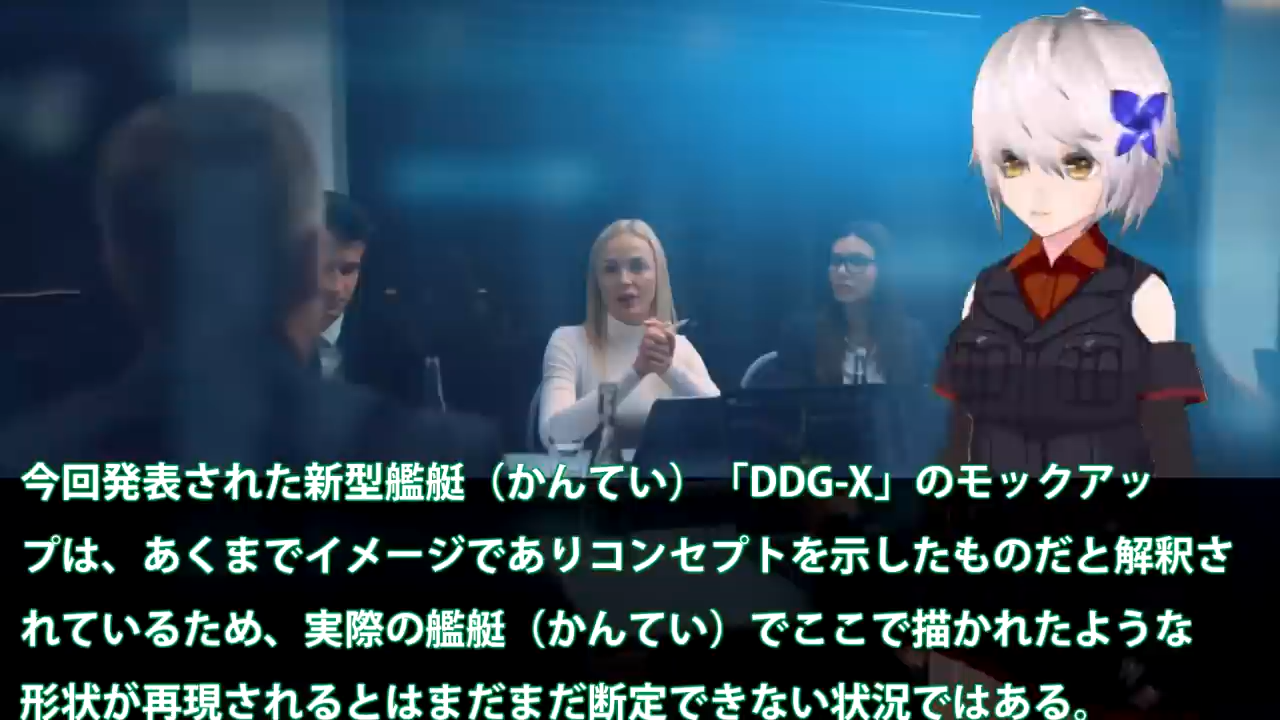 今回発表された新型艦艇（かんてい）「DDG-X」のモックアッ
プは、あくまでイメージでありコンセプトを示したものだと解釈さ
れているため、実際の艦艇（かんてい）でここで描かれたような
形状が再現されるとはまだまだ断定できない状況ではある。